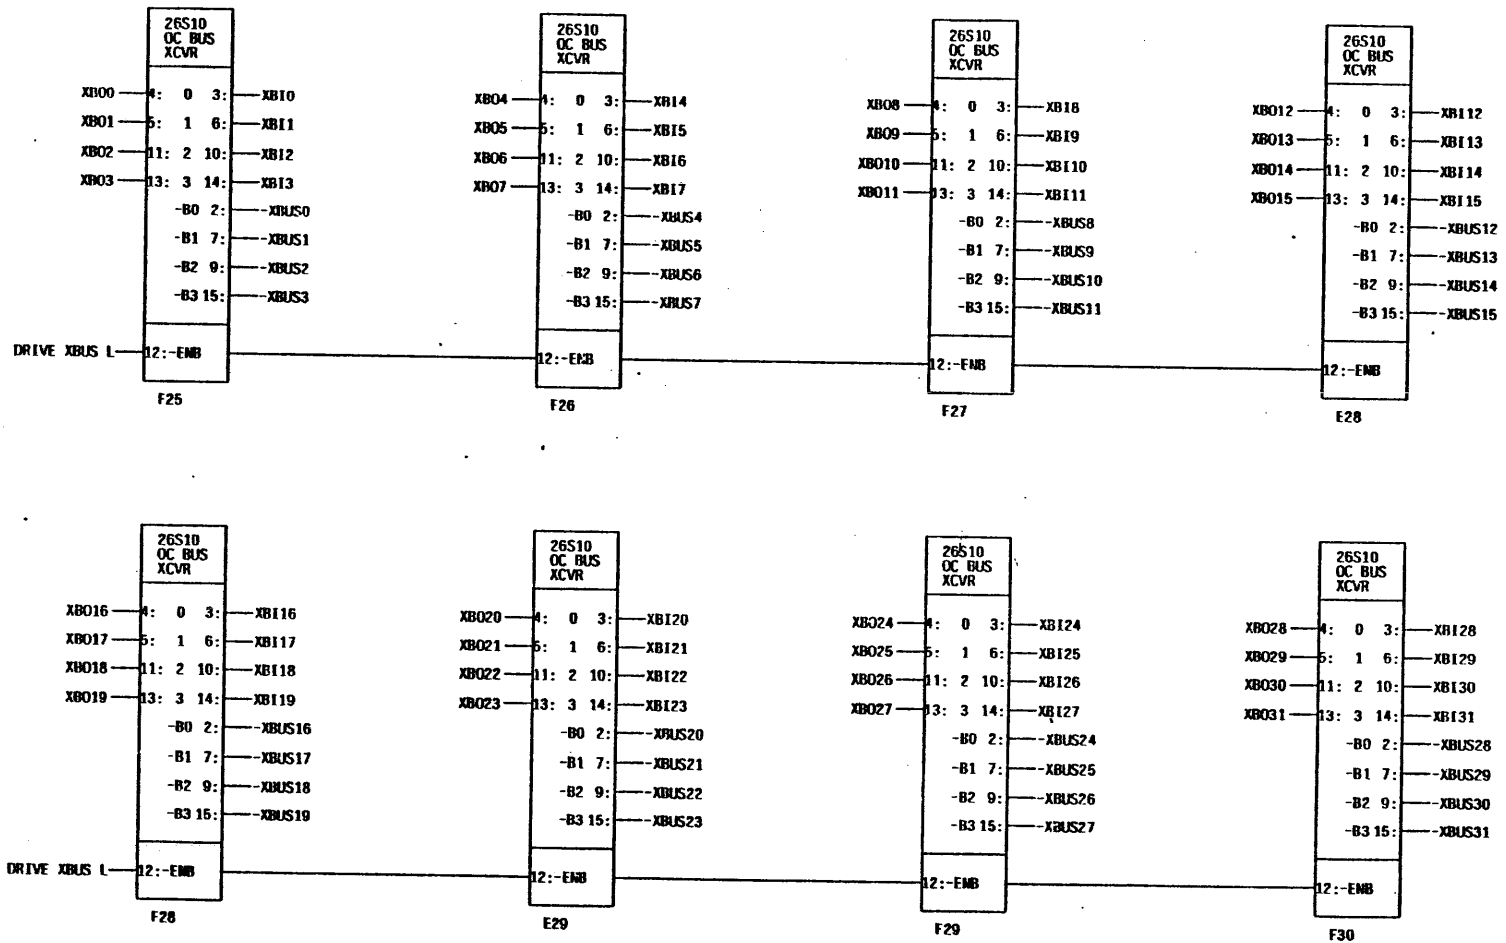 26S10
OC BUS
XCVR
XBO0 4: 0 3: XBI0
XBO1 5: 1 6: XBI1
XBO2 11: 2 10: XBI2
XBO3 13: 3 14: XBI3
-B0 2: -XBUS0
-B1 7: -XBUS1
-B2 9: -XBUS2
-B3 15: -XBUS3
DRIVE XBUS L 12:-ENB
F25
26S10
OC BUS
XCVR
XBO4 4: 0 3: XBI4
XBO5 5: 1 6: XBI5
XBO6 11: 2 10: XBI6
XBO7 13: 3 14: XBI7
-B0 2: -XBUS4
-B1 7: -XBUS5
-B2 9: -XBUS6
-B3 15: -XBUS7
12:-ENB
F26
26S10
OC BUS
XCVR
XBO8 4: 0 3: XBI8
XBO9 5: 1 6: XBI9
XBO10 11: 2 10: XBI10
XBO11 13: 3 14: XBI11
-B0 2: -XBUS8
-B1 7: -XBUS9
-B2 9: -XBUS10
-B3 15: -XBUS11
12:-ENB
F27
26S10
OC BUS
XCVR
XBO12 4: 0 3: XBI12
XBO13 5: 1 6: XBI13
XBO14 11: 2 10: XBI14
XBO15 13: 3 14: XBI15
-B0 2: -XBUS12
-B1 7: -XBUS13
-B2 9: -XBUS14
-B3 15: -XBUS15
12:-ENB
E28
26S10
OC BUS
XCVR
XBO16 4: 0 3: XBI16
XBO17 5: 1 6: XBI17
XBO18 11: 2 10: XBI18
XBO19 13: 3 14: XBI19
-B0 2: -XBUS16
-B1 7: -XBUS17
-B2 9: -XBUS18
-B3 15: -XBUS19
DRIVE XBUS L 12:-ENB
F28
26S10
OC BUS
XCVR
XBO20 4: 0 3: XBI20
XBO21 5: 1 6: XBI21
XBO22 11: 2 10: XBI22
XBO23 13: 3 14: XBI23
-B0 2: -XBUS20
-B1 7: -XBUS21
-B2 9: -XBUS22
-B3 15: -XBUS23
12:-ENB
E29
26S10
OC BUS
XCVR
XBO24 4: 0 3: XBI24
XBO25 5: 1 6: XBI25
XBO26 11: 2 10: XBI26
XBO27 13: 3 14: XBI27
-B0 2: -XBUS24
-B1 7: -XBUS25
-B2 9: -XBUS26
-B3 15: -XBUS27
12:-ENB
F29
26S10
OC BUS
XCVR
XBO28 4: 0 3: XBI28
XBO29 5: 1 6: XBI29
XBO30 11: 2 10: XBI30
XBO31 13: 3 14: XBI31
-B0 2: -XBUS28
-B1 7: -XBUS29
-B2 9: -XBUS30
-B3 15: -XBUS31
12:-ENB
F30